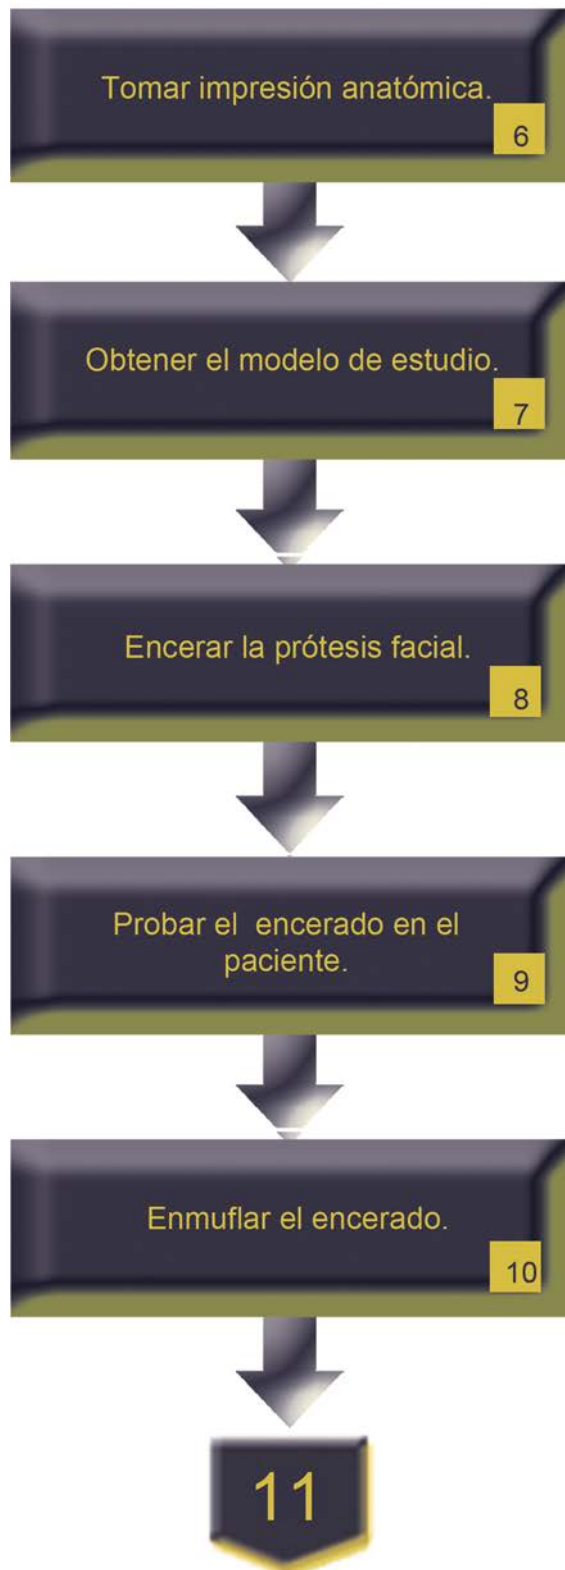 Tomar impresión anatómica.
6
Obtener el modelo de estudio.
7
Encerar la prótesis facial.
8
Probar el encerado en el
paciente.
9
Enmuflar el encerado.
10
11